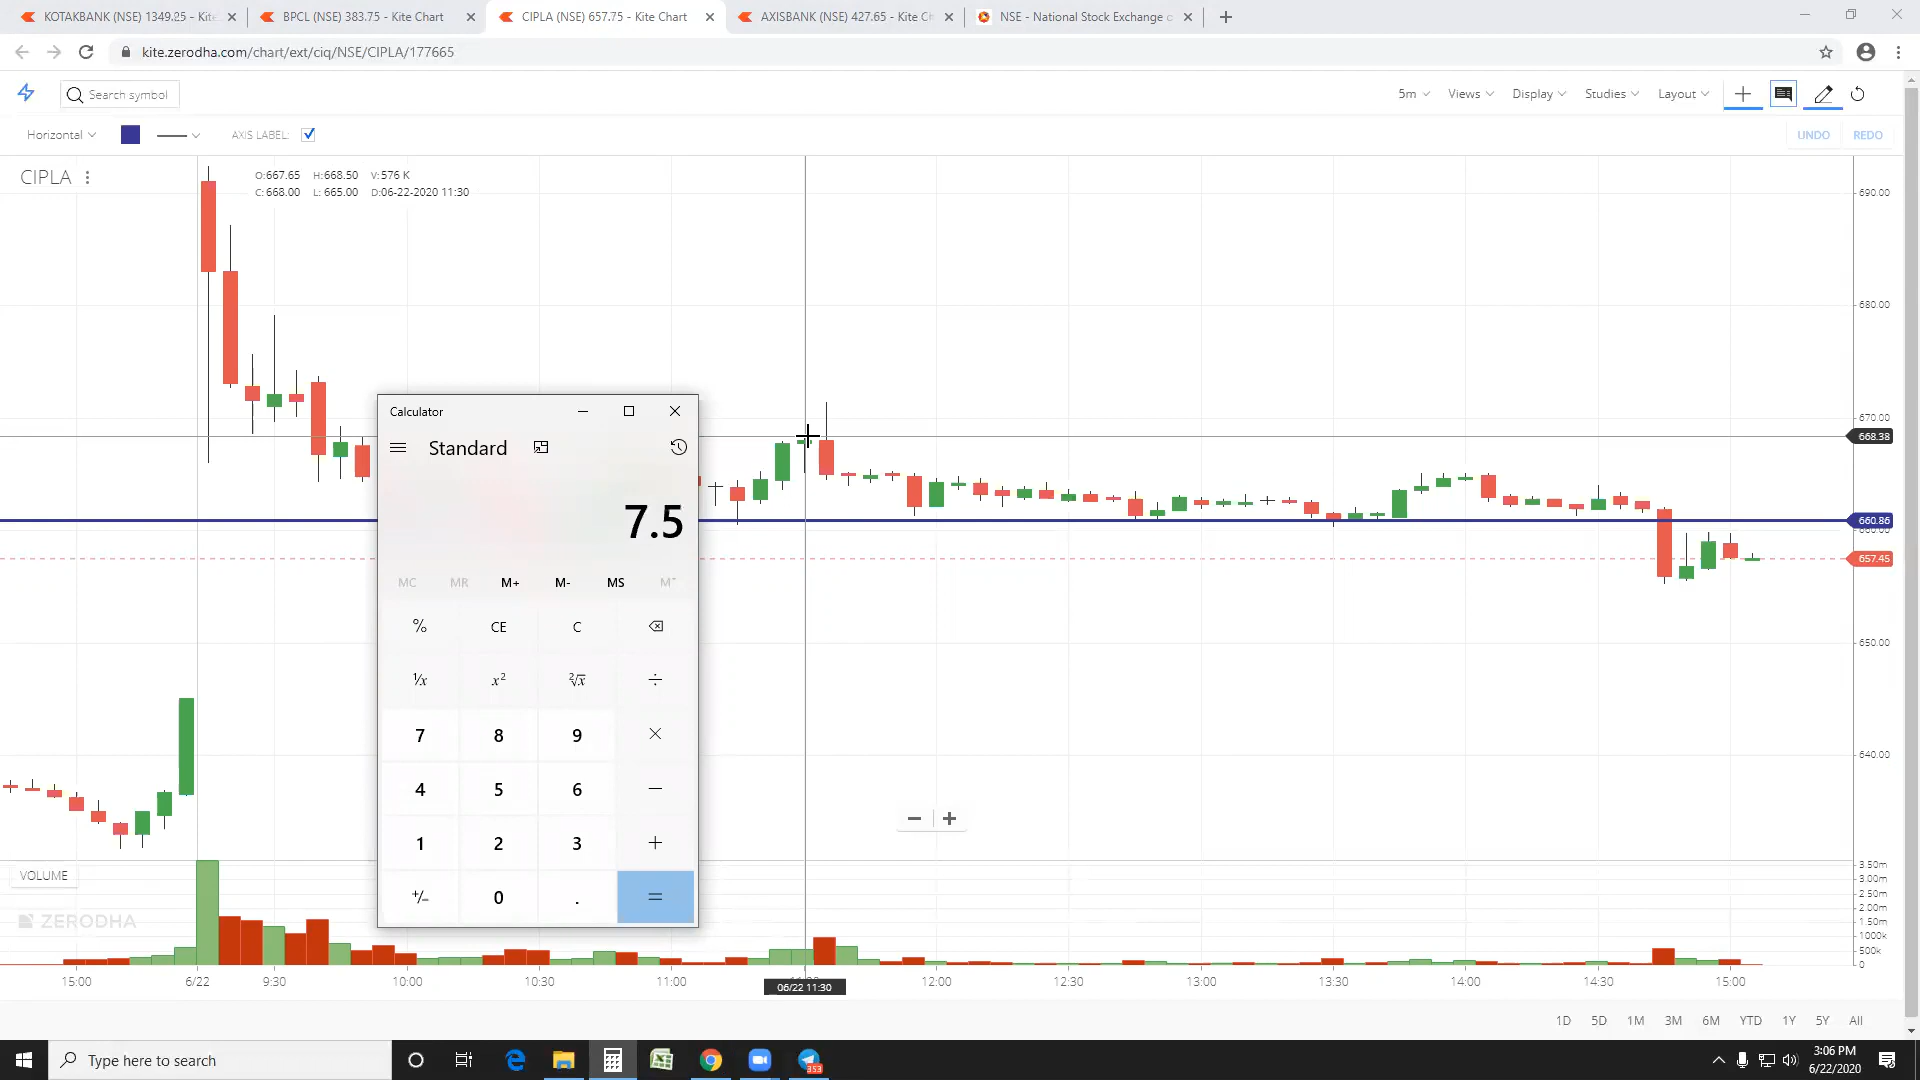 KOTAKBANK (NSE) 1349.25 - Kite
BPCL (NSE) 383.75 - Kite Chart
CIPLA (NSE) 657.75 - Kite Chart
AXISBANK (NSE) 427.65 - Kite Ch
NSE - National Stock Exchange o
kite.zerodha.com/chart/ext/ciq/NSE/CIPLA/177665
Search symbol
5m
Views
Display
Studies
Layout
Horizontal
AXIS LABEL:
UNDO
REDO
CIPLA
O:667.65 H:668.50 V:576 K
C:668.00 L: 665.00 D:06-22-2020 11:30
690.00
680.00
670.00
668.38
660.86
660.00
657.45
650.00
640.00
Calculator
Standard
7.5
MC MR M+ M- MS M˅
% CE C
⅟x x² ²√x ÷
7 8 9 ×
4 5 6 −
1 2 3 +
+/− 0 . =
− +
VOLUME
ZERODHA
3.50m
3.00m
2.50m
2.00m
1.50m
1000k
500k
0
15:00 6/22 9:30 10:00 10:30 11:00 12:00 12:30 13:00 13:30 14:00 14:30 15:00
06/22 11:30
1D 5D 1M 3M 6M YTD 1Y 5Y All
Type here to search
353
3:06 PM
6/22/2020